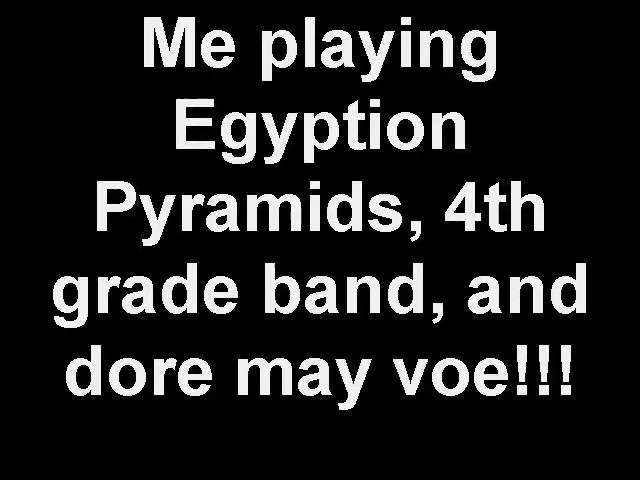 Me playing
Egyption
Pyramids, 4th
grade band, and
dore may voe!!!